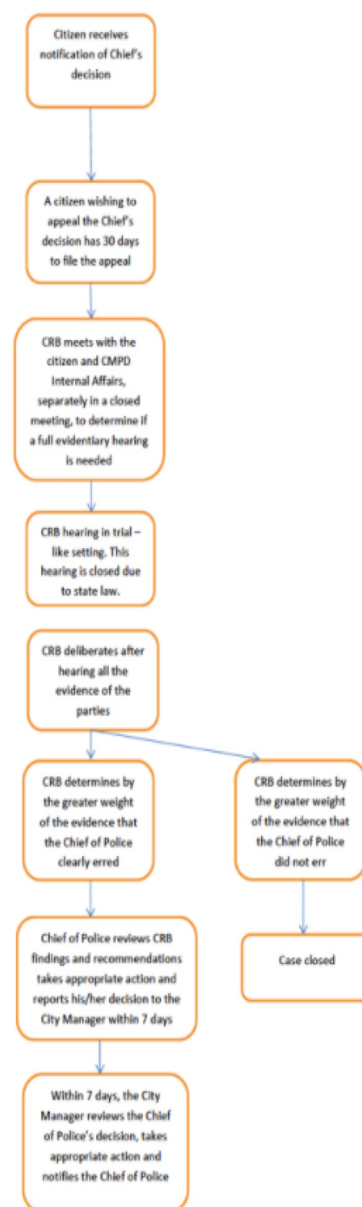 Citizen receives
notification of Chief's
decision
A citizen wishing to
appeal the Chief's
decision has 30 days
to file the appeal
CRB meets with the
citizen and CMPD
Internal Affairs,
separately in a closed
meeting, to determine if
a full evidentiary hearing
is needed
CRB hearing in trial –
like setting. This
hearing is closed due
to state law.
CRB deliberates after
hearing all the
evidence of the
parties
CRB determines by
the greater weight
of the evidence that
the Chief of Police
clearly erred
CRB determines by
the greater weight
of the evidence that
the Chief of Police
did not err
Chief of Police reviews CRB
findings and recommendations
takes appropriate action and
reports his/her decision to the
City Manager within 7 days
Case closed
Within 7 days, the City
Manager reviews the Chief
of Police's decision, takes
appropriate action and
notifies the Chief of Police